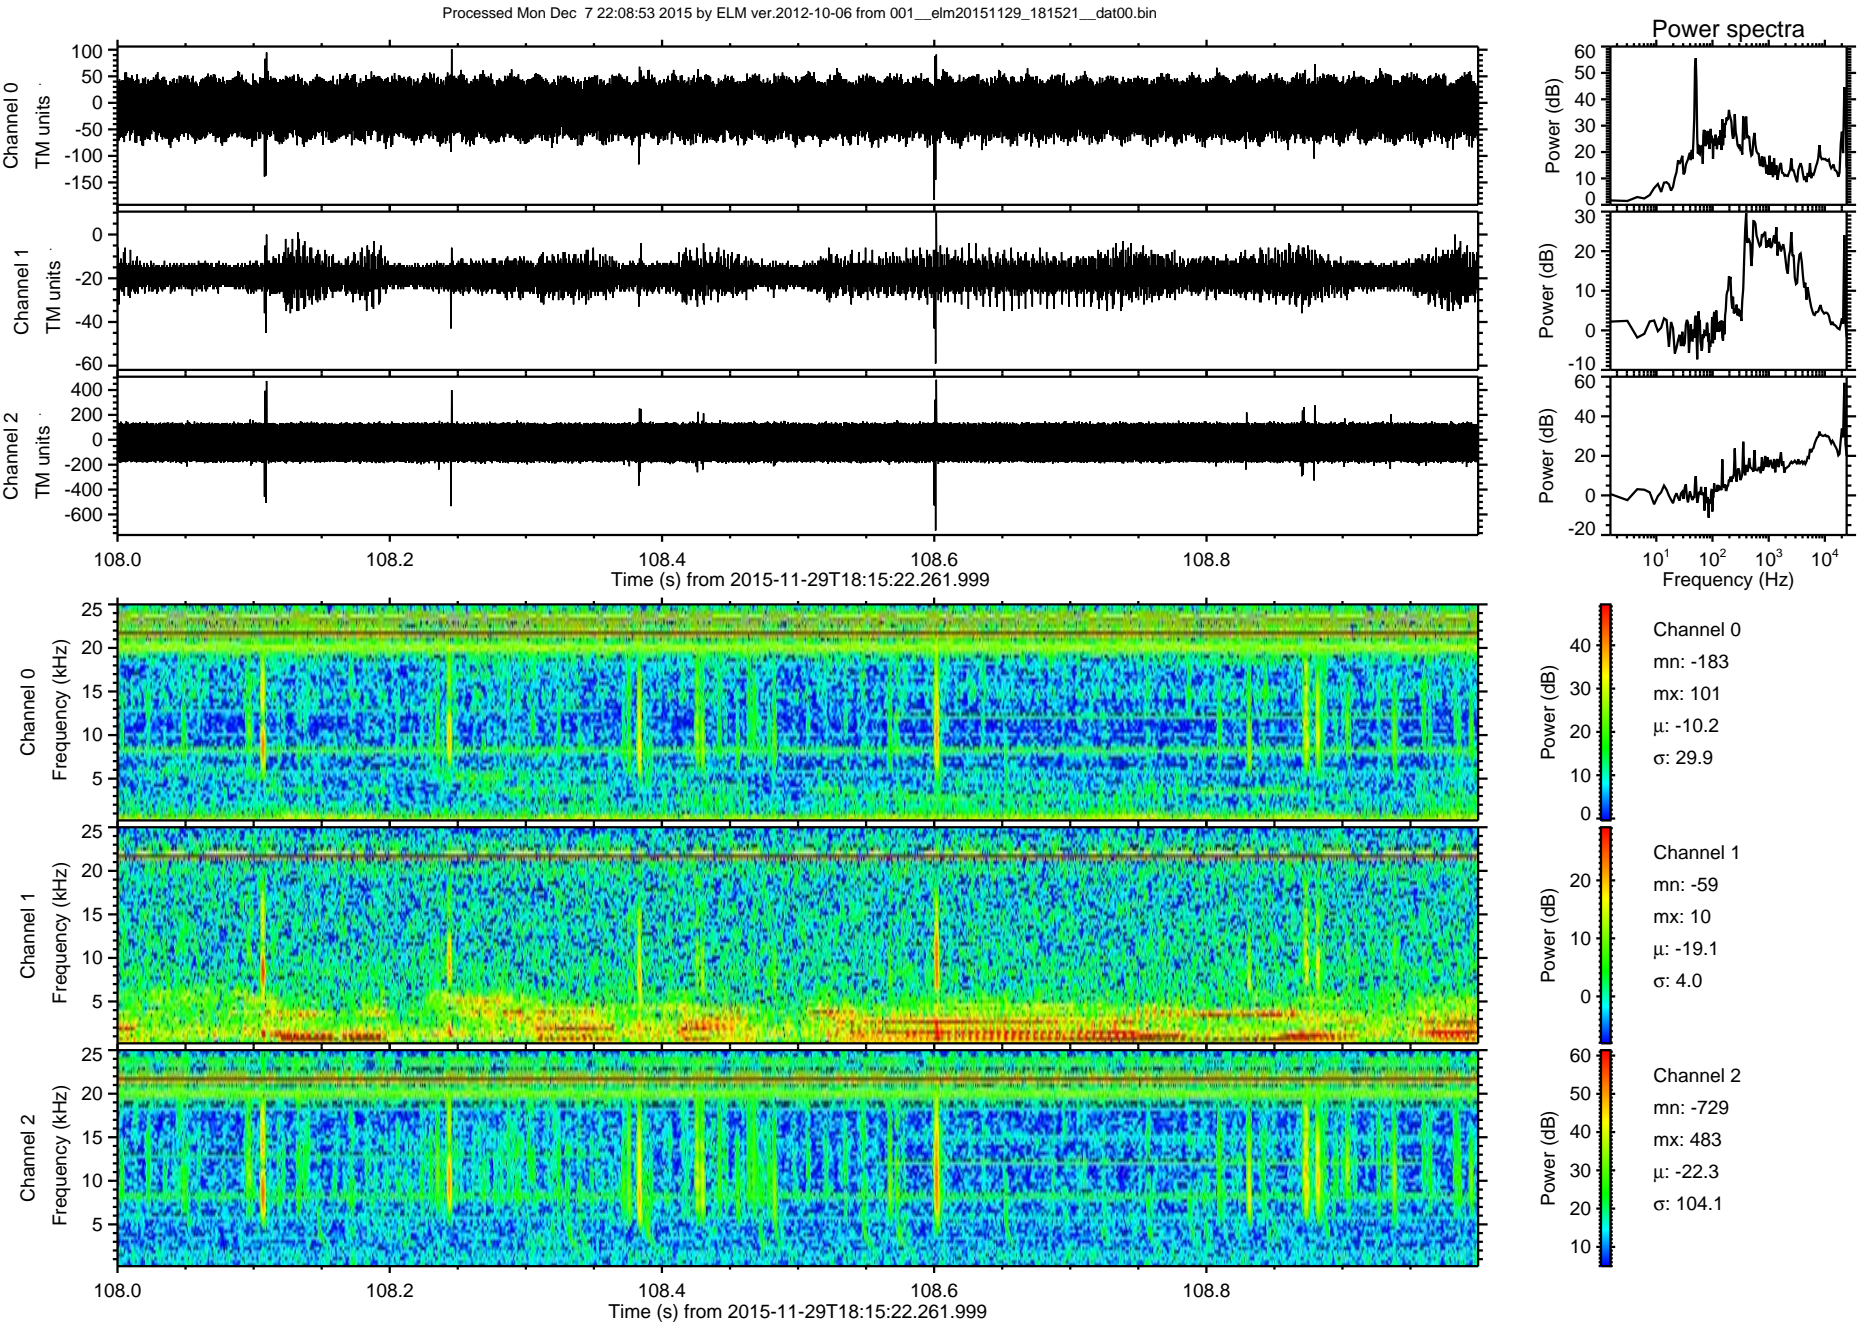 Processed Mon Dec  7 22:08:53 2015 by ELM ver.2012-10-06 from 001__elm20151129_181521__dat00.bin
Power spectra
Channel 0
TM units
100
50
0
-50
-100
-150
Power (dB)
60
50
40
30
20
10
0
Channel 1
TM units
0
-20
-40
-60
Power (dB)
30
20
10
0
-10
Channel 2
TM units
400
200
0
-200
-400
-600
Power (dB)
60
40
20
0
-20
108.0 108.2 108.4 108.6 108.8
Time (s) from 2015-11-29T18:15:22.261.999
10^1 10^2 10^3 10^4
Frequency (Hz)
Channel 0
Frequency (kHz)
25
20
15
10
5
Power (dB)
40
30
20
10
0
Channel 0
mn: -183
mx: 101
μ: -10.2
σ: 29.9
Channel 1
Frequency (kHz)
25
20
15
10
5
Power (dB)
20
10
0
Channel 1
mn: -59
mx: 10
μ: -19.1
σ: 4.0
Channel 2
Frequency (kHz)
25
20
15
10
5
Power (dB)
60
50
40
30
20
10
Channel 2
mn: -729
mx: 483
μ: -22.3
σ: 104.1
108.0 108.2 108.4 108.6 108.8
Time (s) from 2015-11-29T18:15:22.261.999